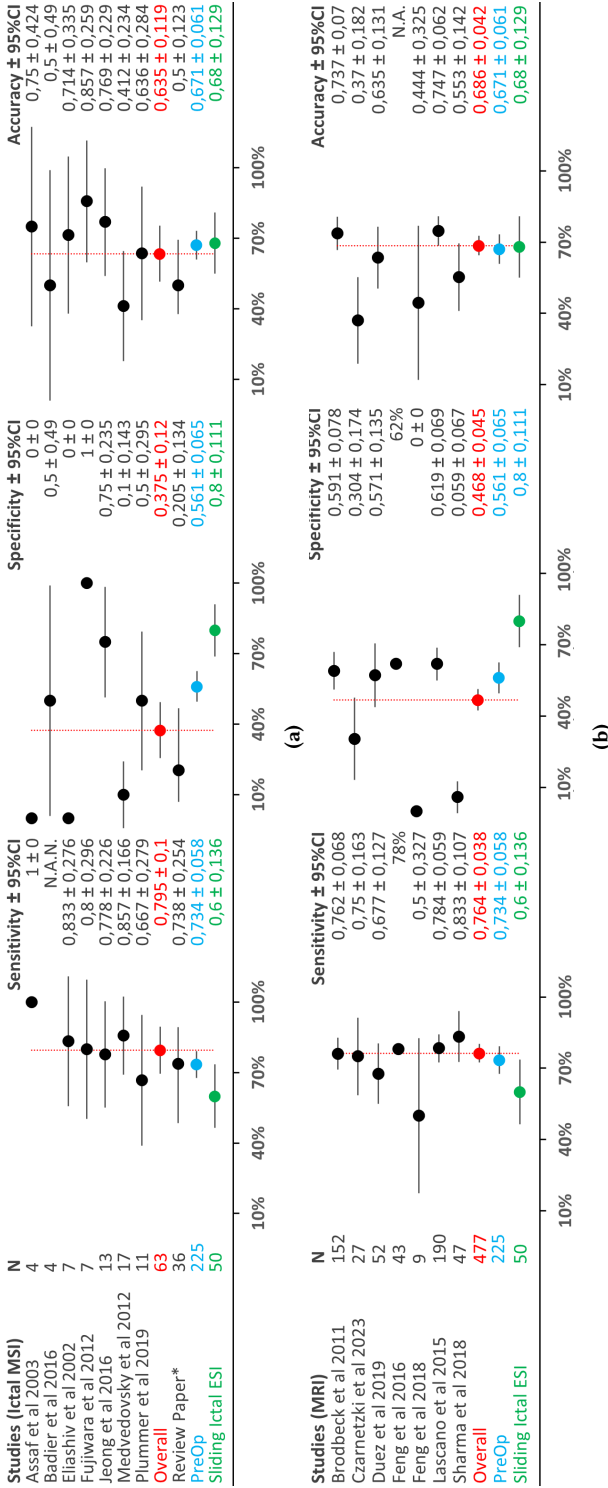 Studies (Ictal MSI) N Sensitivity ± 95%CI Specificity ± 95%CI Accuracy ± 95%CI
Assaf et al 2003 4 1 ± 0 0 ± 0 0,75 ± 0,424
Badier et al 2016 4 N.A.N. 0,5 ± 0,49 0,5 ± 0,49
Eliashiv et al 2002 7 0,833 ± 0,276 0 ± 0 0,714 ± 0,335
Fujiwara et al 2012 7 0,8 ± 0,296 1 ± 0 0,857 ± 0,259
Jeong et al 2016 13 0,778 ± 0,226 0,75 ± 0,235 0,769 ± 0,229
Medvedovsky et al 2012 17 0,857 ± 0,166 0,1 ± 0,143 0,412 ± 0,234
Plummer et al 2019 11 0,667 ± 0,279 0,5 ± 0,295 0,636 ± 0,284
Overall 63 0,795 ± 0,1 0,375 ± 0,12 0,635 ± 0,119
Review Paper* 36 0,738 ± 0,254 0,205 ± 0,134 0,5 ± 0,123
PreOp 225 0,734 ± 0,058 0,561 ± 0,065 0,671 ± 0,061
Sliding Ictal ESI 50 0,6 ± 0,136 0,8 ± 0,111 0,68 ± 0,129
10% 40% 70% 100% 10% 40% 70% 100% 10% 40% 70% 100%
(a)
Studies (MRI) N Sensitivity ± 95%CI Specificity ± 95%CI Accuracy ± 95%CI
Brodbeck et al 2011 152 0,762 ± 0,068 0,591 ± 0,078 0,737 ± 0,07
Czarnetzki et al 2023 27 0,75 ± 0,163 0,304 ± 0,174 0,37 ± 0,182
Duez et al 2019 52 0,677 ± 0,127 0,571 ± 0,135 0,635 ± 0,131
Feng et al 2016 43 78% 62% N.A.
Feng et al 2018 9 0,5 ± 0,327 0 ± 0 0,444 ± 0,325
Lascano et al 2015 190 0,784 ± 0,059 0,619 ± 0,069 0,747 ± 0,062
Sharma et al 2018 47 0,833 ± 0,107 0,059 ± 0,067 0,553 ± 0,142
Overall 477 0,764 ± 0,038 0,468 ± 0,045 0,686 ± 0,042
PreOp 225 0,734 ± 0,058 0,561 ± 0,065 0,671 ± 0,061
Sliding Ictal ESI 50 0,6 ± 0,136 0,8 ± 0,111 0,68 ± 0,129
10% 40% 70% 100% 10% 40% 70% 100% 10% 40% 70% 100%
(b)